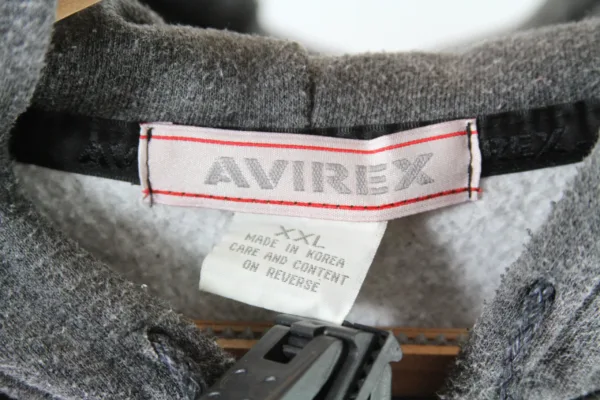 AVIREX
XXL
MADE IN KOREA
CARE AND CONTENT
ON REVERSE